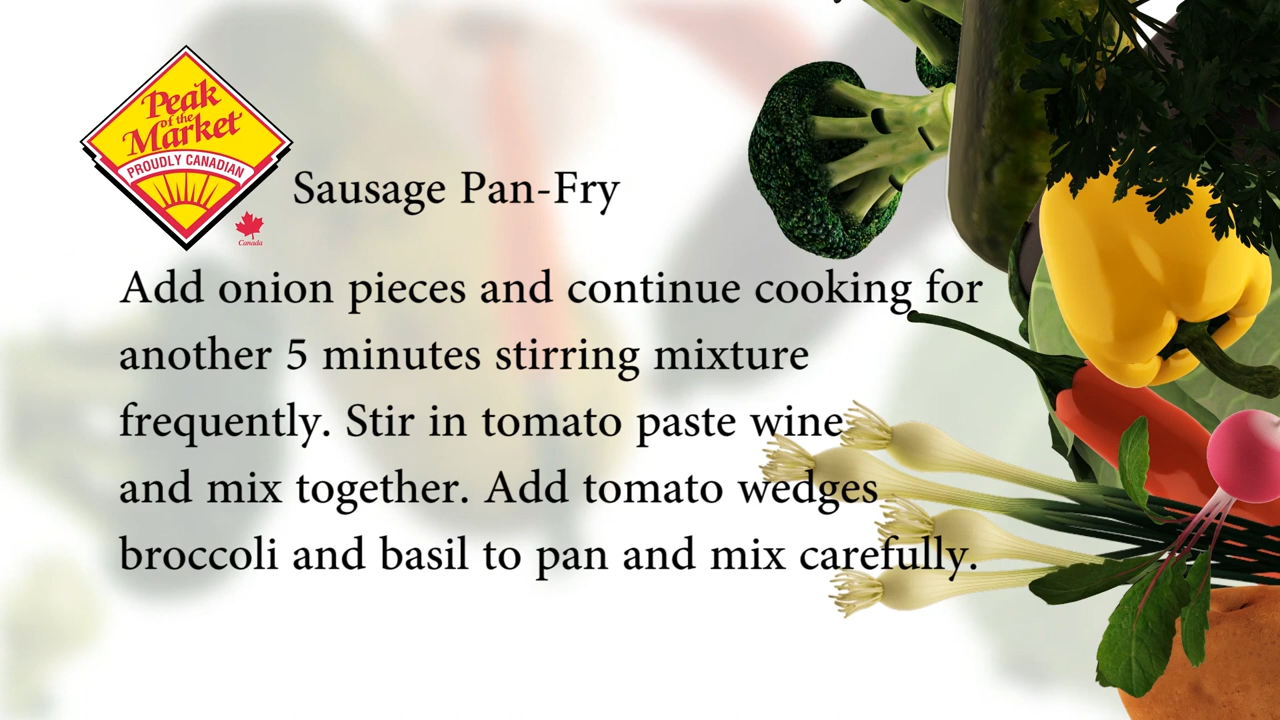 Peak
of the
Market
PROUDLY CANADIAN
Canada
Sausage Pan-Fry
Add onion pieces and continue cooking for
another 5 minutes stirring mixture
frequently. Stir in tomato paste wine
and mix together. Add tomato wedges
broccoli and basil to pan and mix carefully.